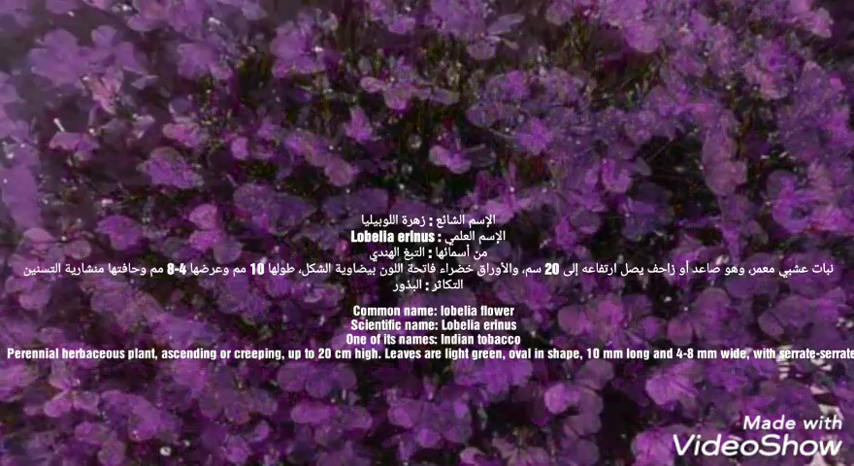 الإسم الشائع : زهرة اللوبيليا
الإسم العلمي : Lobelia erinus
من أسمائها : التبغ الهندي
نبات عشبي معمر، وهو صاعد أو زاحف يصل ارتفاعه إلى 20 سم، والأوراق خضراء فاتحة اللون بيضاوية الشكل، طولها 10 مم وعرضها 4-8 مم وحافتها منشارية التسنين
التكاثر : البذور
Common name: lobelia flower
Scientific name: Lobelia erinus
One of its names: Indian tobacco
Perennial herbaceous plant, ascending or creeping, up to 20 cm high. Leaves are light green, oval in shape, 10 mm long and 4-8 mm wide, with serrate-serrate
Made with
VideoShow